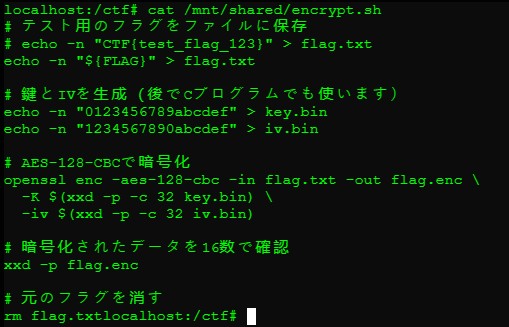 localhost:/ctf# cat /mnt/shared/encrypt.sh
# テスト用のフラグをファイルに保存
# echo -n "CTF{test_flag_123}" > flag.txt
echo -n "${FLAG}" > flag.txt
# 鍵とIVを生成（後でCプログラムでも使います）
echo -n "0123456789abcdef" > key.bin
echo -n "1234567890abcdef" > iv.bin
# AES-128-CBCで暗号化
openssl enc -aes-128-cbc -in flag.txt -out flag.enc \
-K $(xxd -p -c 32 key.bin) \
-iv $(xxd -p -c 32 iv.bin)
# 暗号化されたデータを16数で確認
xxd -p flag.enc
# 元のフラグを消す
rm flag.txtlocalhost:/ctf#